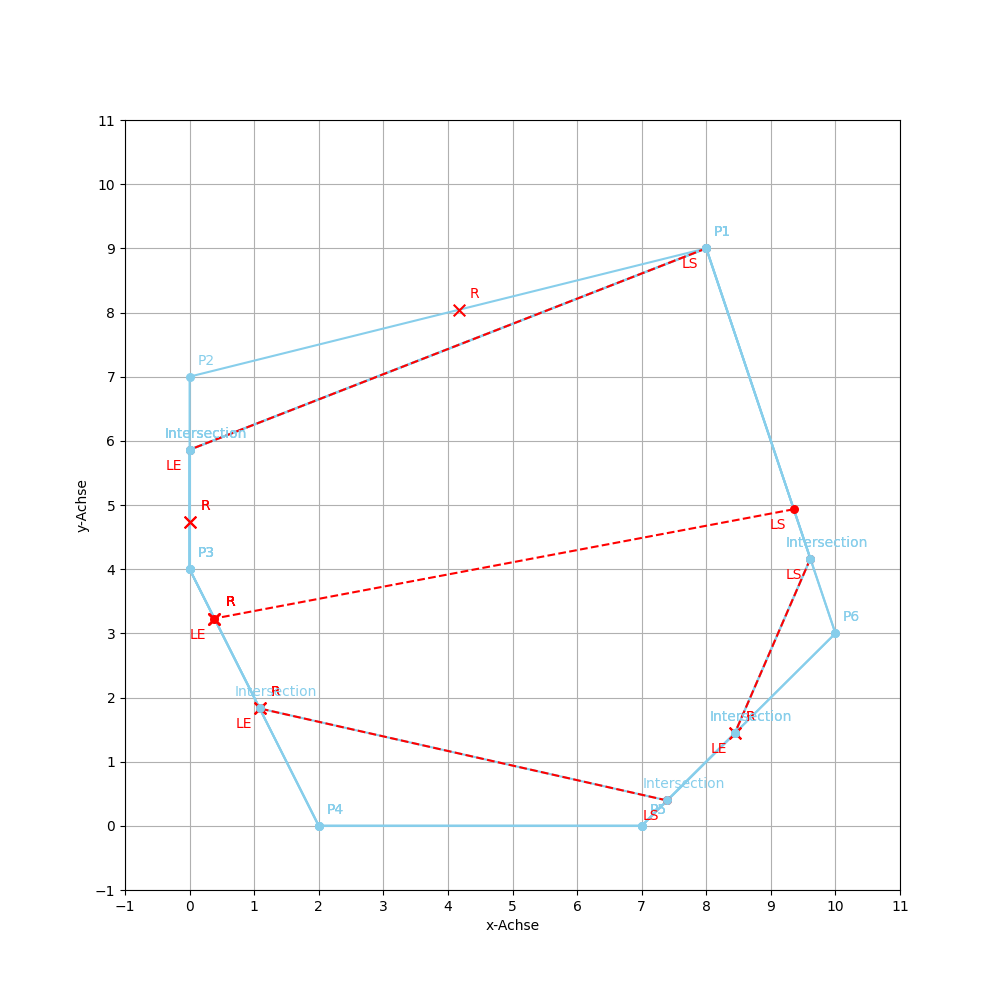 11
10
9
8
7
6
5
4
3
2
1
0
−1
y-Achse
P1
LS
R
P2
Intersection
LE
R
LS
P3
Intersection
LS
R
LE
P6
Intersection
R
LE
Intersection
R
LE
Intersection
P4
P5
LS
−1 0 1 2 3 4 5 6 7 8 9 10 11
x-Achse